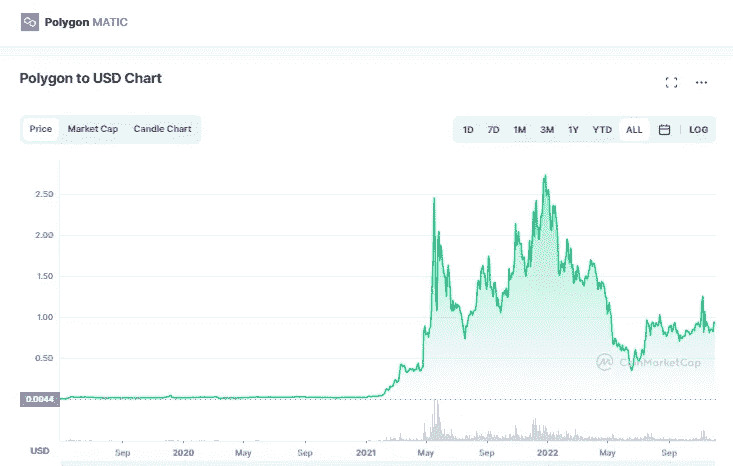 Polygon MATIC
Polygon to USD Chart
Price Market Cap Candle Chart 1D 7D 1M 3M 1Y YTD ALL LOG
2.50
2.00
1.50
1.00
0.50
CoinMarketCap
0.0044
USD Sep 2020 May Sep 2021 May Sep 2022 May Sep